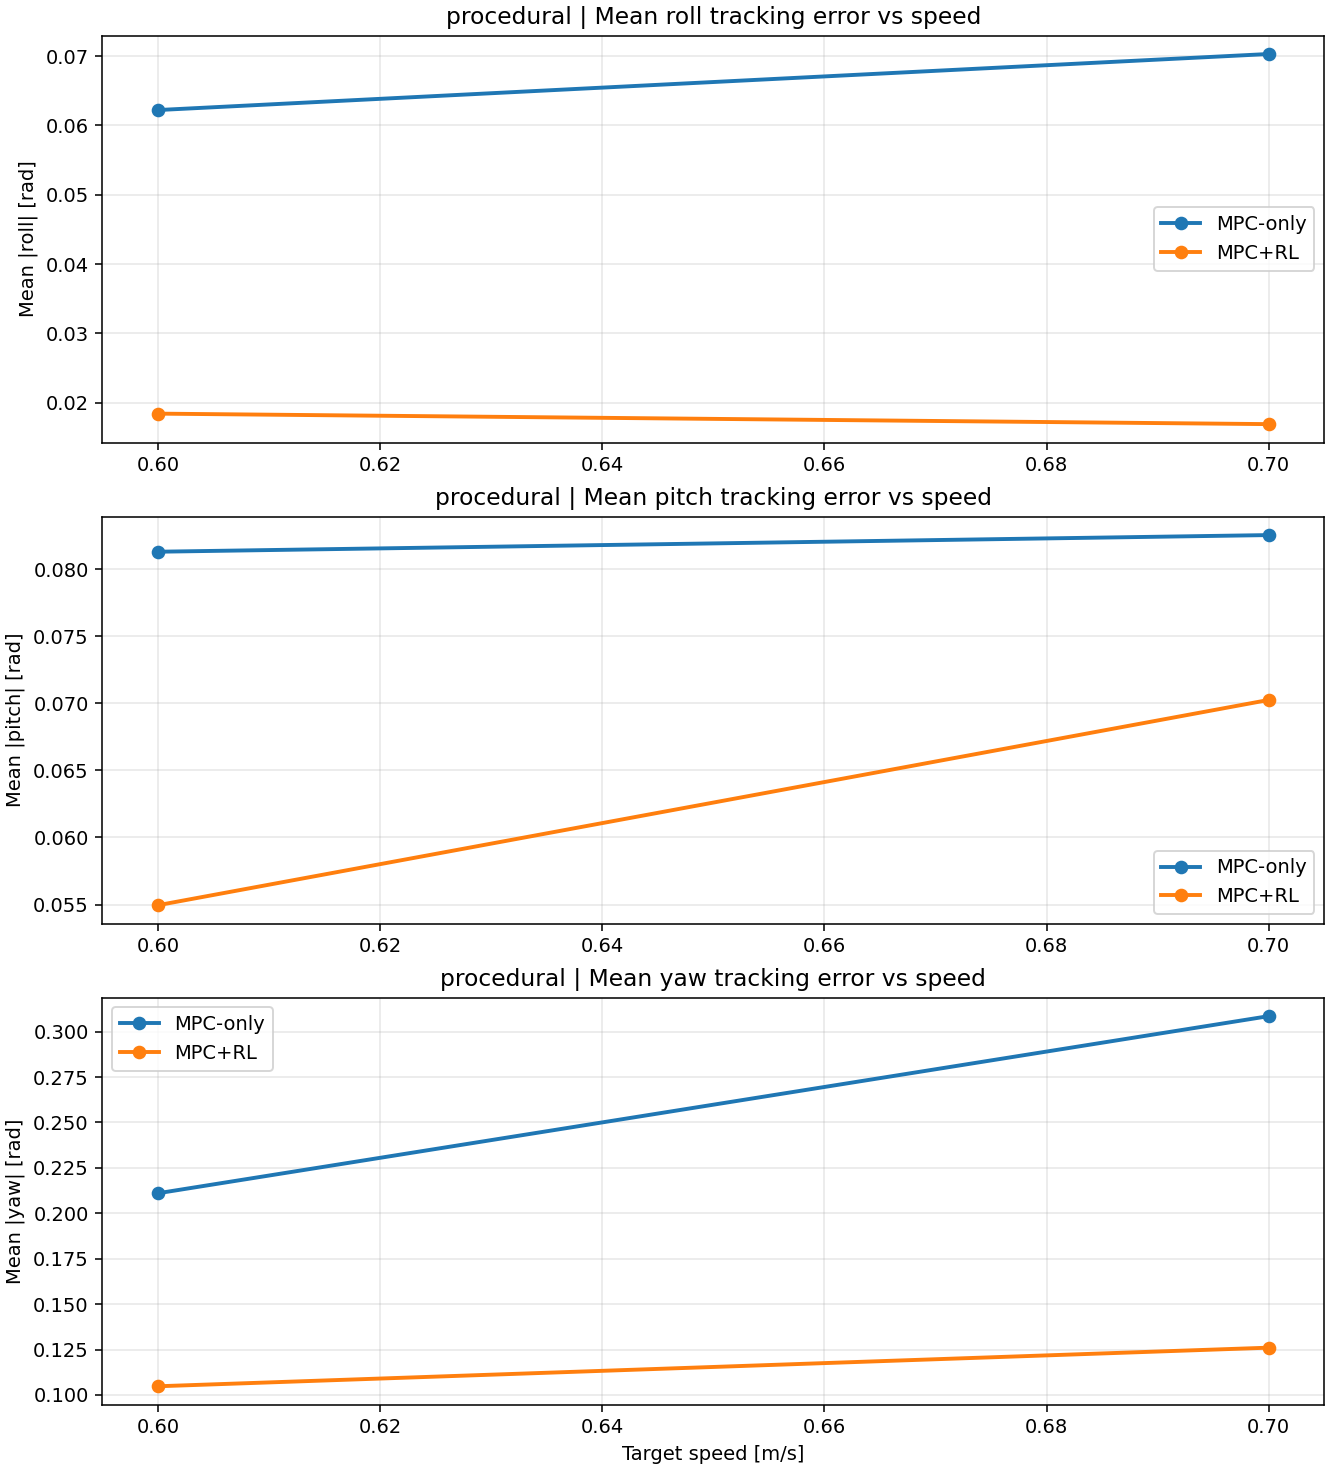 procedural | Mean roll tracking error vs speed
Mean |roll| [rad]
0.07
0.06
0.05
0.04
0.03
0.02
MPC-only
MPC+RL
0.60 0.62 0.64 0.66 0.68 0.70
procedural | Mean pitch tracking error vs speed
Mean |pitch| [rad]
0.080
0.075
0.070
0.065
0.060
0.055
MPC-only
MPC+RL
0.60 0.62 0.64 0.66 0.68 0.70
procedural | Mean yaw tracking error vs speed
Mean |yaw| [rad]
0.300
0.275
0.250
0.225
0.200
0.175
0.150
0.125
0.100
MPC-only
MPC+RL
0.60 0.62 0.64 0.66 0.68 0.70
Target speed [m/s]